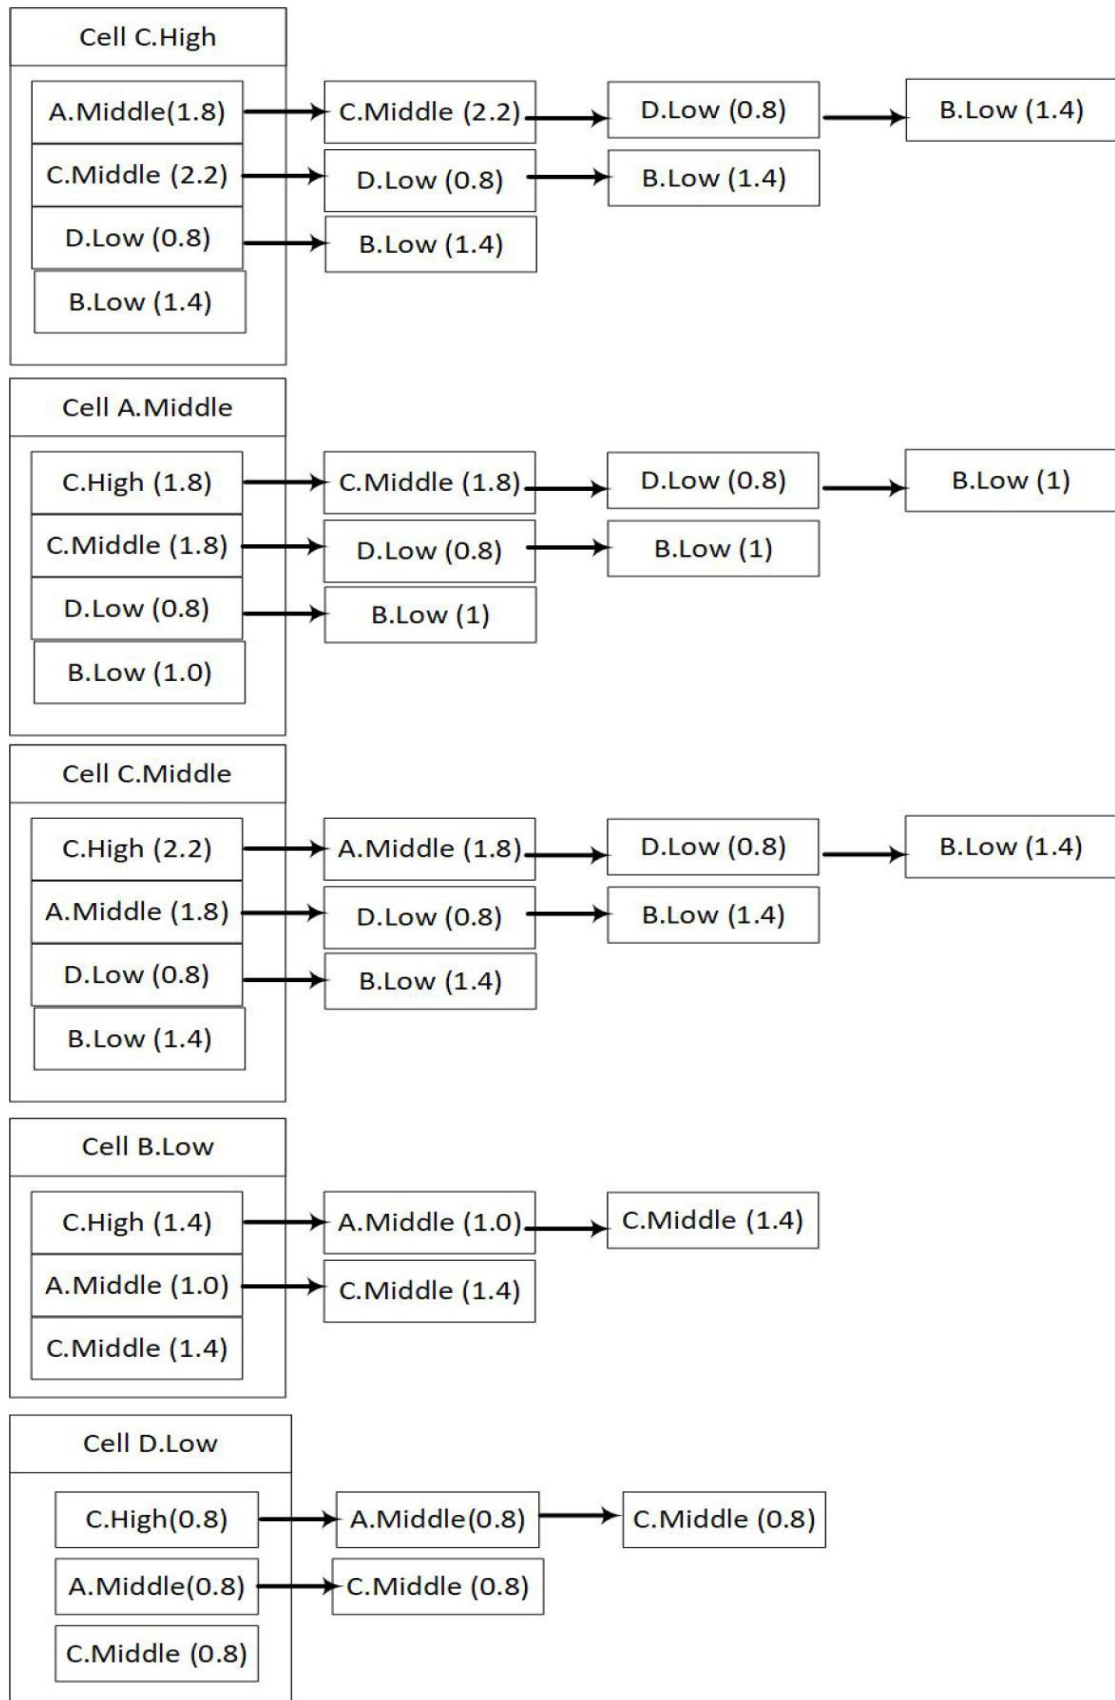 Cell C.High
A.Middle(1.8) C.Middle (2.2) D.Low (0.8) B.Low (1.4)
C.Middle (2.2) D.Low (0.8) B.Low (1.4)
D.Low (0.8) B.Low (1.4)
B.Low (1.4)
Cell A.Middle
C.High (1.8) C.Middle (1.8) D.Low (0.8) B.Low (1)
C.Middle (1.8) D.Low (0.8) B.Low (1)
D.Low (0.8) B.Low (1)
B.Low (1.0)
Cell C.Middle
C.High (2.2) A.Middle (1.8) D.Low (0.8) B.Low (1.4)
A.Middle (1.8) D.Low (0.8) B.Low (1.4)
D.Low (0.8) B.Low (1.4)
B.Low (1.4)
Cell B.Low
C.High (1.4) A.Middle (1.0) C.Middle (1.4)
A.Middle (1.0) C.Middle (1.4)
C.Middle (1.4)
Cell D.Low
C.High(0.8) A.Middle(0.8) C.Middle (0.8)
A.Middle(0.8) C.Middle (0.8)
C.Middle (0.8)